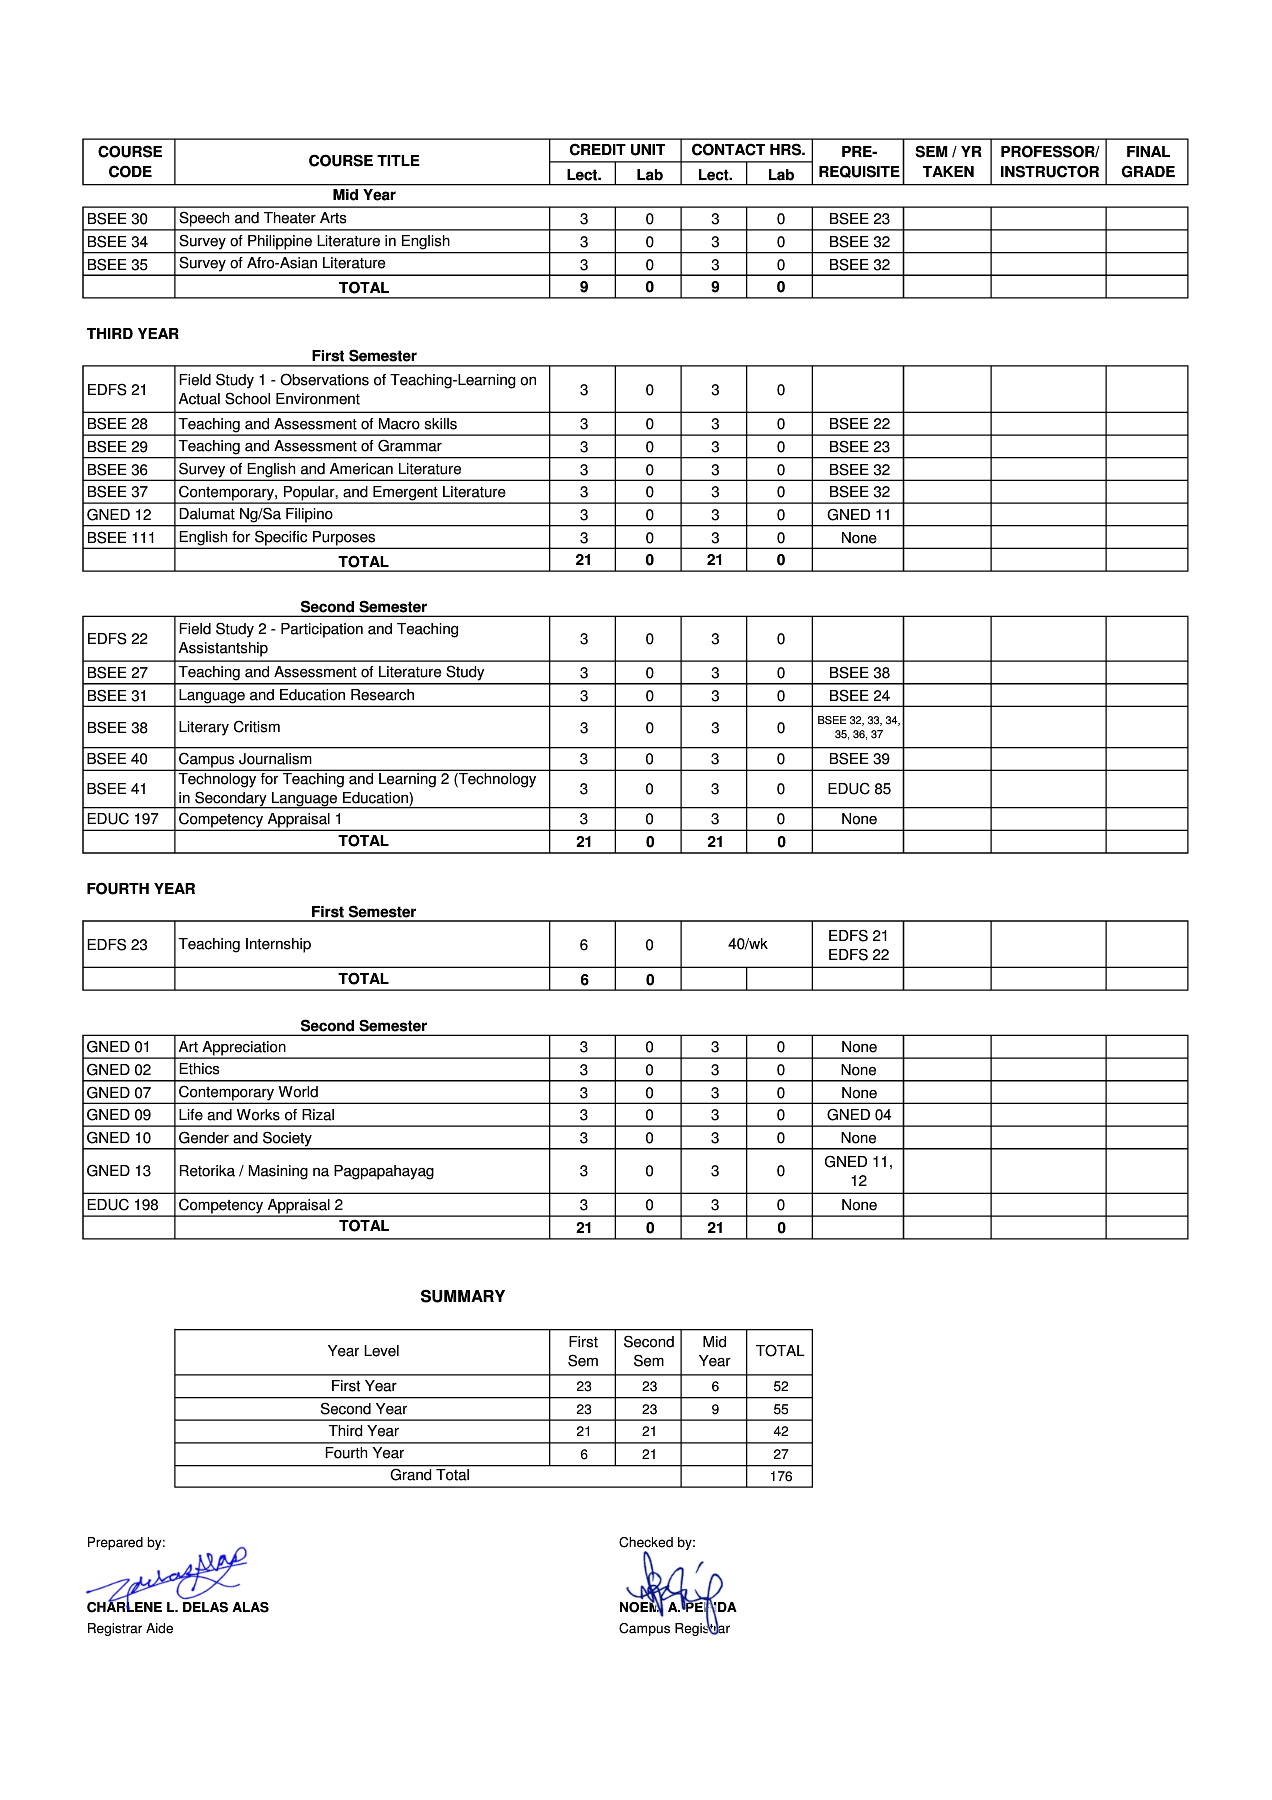 COURSE CODE COURSE TITLE CREDIT UNIT CONTACT HRS. PRE-REQUISITE SEM / YR TAKEN PROFESSOR/ INSTRUCTOR FINAL GRADE
Lect. Lab Lect. Lab
Mid Year
BSEE 30 Speech and Theater Arts 3 0 3 0 BSEE 23
BSEE 34 Survey of Philippine Literature in English 3 0 3 0 BSEE 32
BSEE 35 Survey of Afro-Asian Literature 3 0 3 0 BSEE 32
TOTAL 9 0 9 0
THIRD YEAR
First Semester
EDFS 21 Field Study 1 - Observations of Teaching-Learning on
Actual School Environment 3 0 3 0
BSEE 28 Teaching and Assessment of Macro skills 3 0 3 0 BSEE 22
BSEE 29 Teaching and Assessment of Grammar 3 0 3 0 BSEE 23
BSEE 36 Survey of English and American Literature 3 0 3 0 BSEE 32
BSEE 37 Contemporary, Popular, and Emergent Literature 3 0 3 0 BSEE 32
GNED 12 Dalumat Ng/Sa Filipino 3 0 3 0 GNED 11
BSEE 111 English for Specific Purposes 3 0 3 0 None
TOTAL 21 0 21 0
Second Semester
EDFS 22 Field Study 2 - Participation and Teaching
Assistantship 3 0 3 0
BSEE 27 Teaching and Assessment of Literature Study 3 0 3 0 BSEE 38
BSEE 31 Language and Education Research 3 0 3 0 BSEE 24
BSEE 38 Literary Critism 3 0 3 0 BSEE 32, 33, 34,
35, 36, 37
BSEE 40 Campus Journalism 3 0 3 0 BSEE 39
BSEE 41 Technology for Teaching and Learning 2 (Technology
in Secondary Language Education) 3 0 3 0 EDUC 85
EDUC 197 Competency Appraisal 1 3 0 3 0 None
TOTAL 21 0 21 0
FOURTH YEAR
First Semester
EDFS 23 Teaching Internship 6 0 40/wk EDFS 21
EDFS 22
TOTAL 6 0
Second Semester
GNED 01 Art Appreciation 3 0 3 0 None
GNED 02 Ethics 3 0 3 0 None
GNED 07 Contemporary World 3 0 3 0 None
GNED 09 Life and Works of Rizal 3 0 3 0 GNED 04
GNED 10 Gender and Society 3 0 3 0 None
GNED 13 Retorika / Masining na Pagpapahayag 3 0 3 0 GNED 11,
12
EDUC 198 Competency Appraisal 2 3 0 3 0 None
TOTAL 21 0 21 0
SUMMARY
Year Level First Sem Second Sem Mid Year TOTAL
First Year 23 23 6 52
Second Year 23 23 9 55
Third Year 21 21 42
Fourth Year 6 21 27
Grand Total 176
Prepared by: Checked by:
CHARLENE L. DELAS ALAS
Registrar Aide Campus Registrar